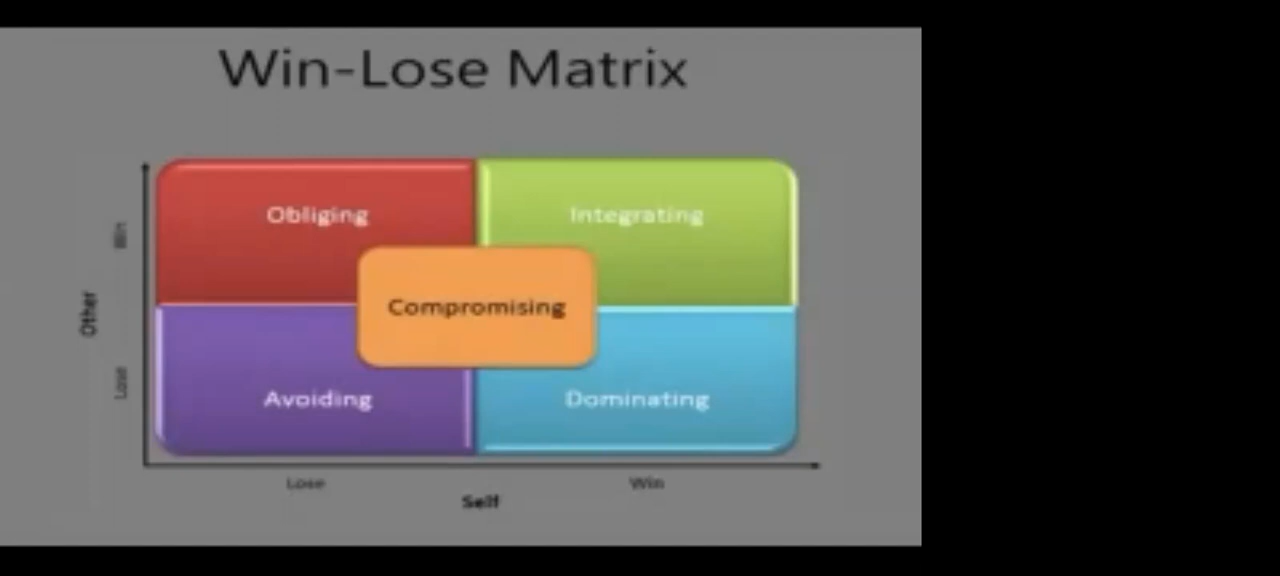 Win-Lose Matrix
Obliging
Integrating
Win
Compromising
Other
Lose
Avoiding
Dominating
Lose
Win
Self